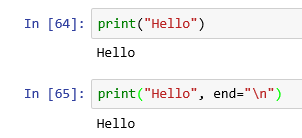 In [64]: print("Hello")
Hello
In [65]: print("Hello", end="\n")
Hello